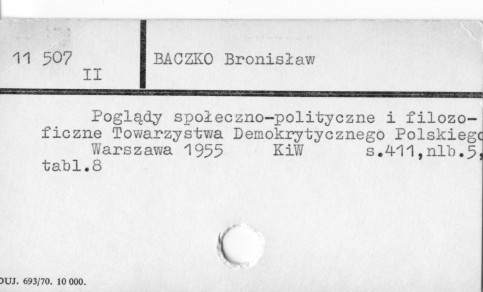 11 507
II
BACZKO Bronisław
Poglądy społeczno-polityczne i filozo-
ficzne Towarzystwa Demokrytycznego Polskiego
Warszawa 1955 KiW s.411,nlb.5,
tabl.8
DUJ. 693/70. 10 000.